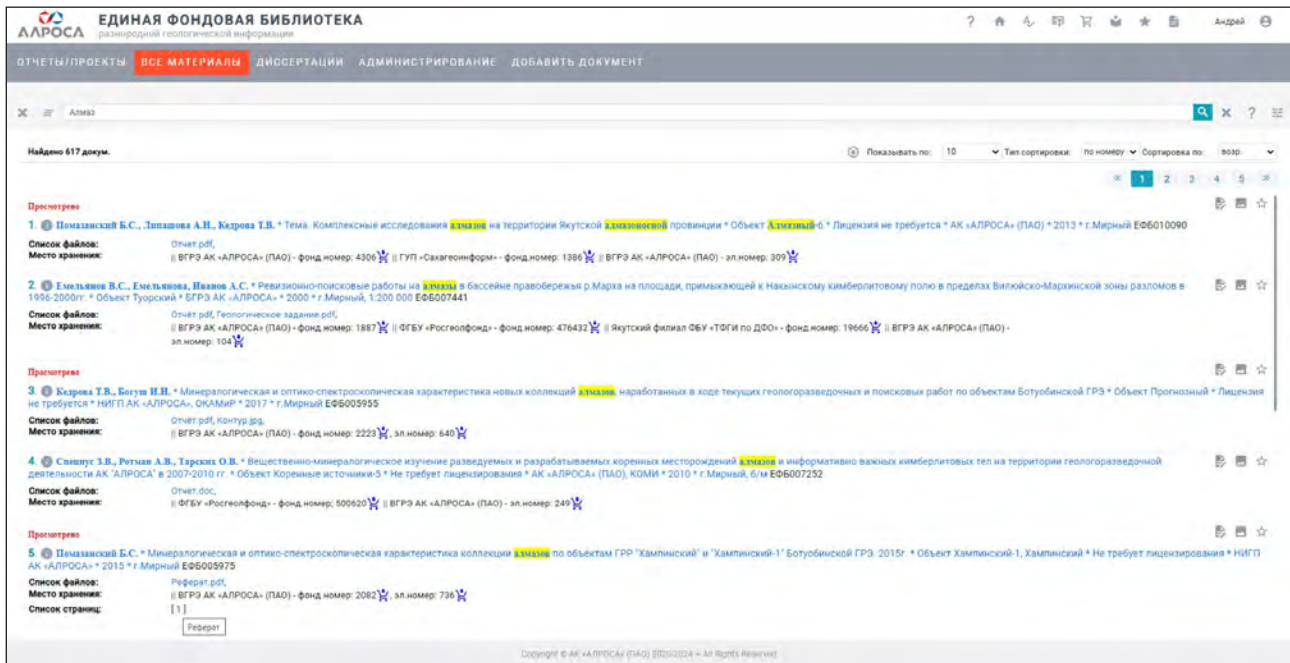 АЛРОСА
ЕДИНАЯ ФОНДОВАЯ БИБЛИОТЕКА
разнородной геологической информации
? Андрей
ОТЧЕТЫ/ПРОЕКТЫ ВСЕ МАТЕРИАЛЫ ДИССЕРТАЦИИ АДМИНИСТРИРОВАНИЕ ДОБАВИТЬ ДОКУМЕНТ
Алмаз
Найдено 617 докум. Показывать по: 10 Тип сортировки: по номеру Сортировка по: возр.
« 1 2 3 4 5 »
Просмотрено
1. Помазанский Б.С., Липашова А.Н., Кедрова Т.В. * Тема. Комплексные исследования алмазов на территории Якутской алмазоносной провинции * Объект Алмазный-6 * Лицензия не требуется * АК «АЛРОСА» (ПАО) * 2013 * г.Мирный ЕФБ010090
Список файлов: Отчет.pdf,
Место хранения: || ВГРЭ АК «АЛРОСА» (ПАО) - фонд.номер: 4306 || ГУП «Сахагеоинформ» - фонд.номер: 1386 || ВГРЭ АК «АЛРОСА» (ПАО) - эл.номер: 309
2. Емельянов В.С., Емельянова, Иванов А.С. * Ревизионно-поисковые работы на алмазы в бассейне правобережья р.Марха на площади, примыкающей к Накынскому кимберлитовому полю в пределах Вилюйско-Мархинской зоны разломов в
1996-2000гг. * Объект Туорский * БГРЭ АК «АЛРОСА» * 2000 * г.Мирный, 1:200 000 ЕФБ007441
Список файлов: Отчёт.pdf, Геологическое задание.pdf,
Место хранения: || ВГРЭ АК «АЛРОСА» (ПАО) - фонд.номер: 1887 || ФГБУ «Росгеолфонд» - фонд.номер: 476432 || Якутский филиал ФБУ «ТФГИ по ДФО» - фонд.номер: 19666 || ВГРЭ АК «АЛРОСА» (ПАО) -
эл.номер: 104
Просмотрено
3. Кедрова Т.В., Богуш И.Н. * Минералогическая и оптико-спектроскопическая характеристика новых коллекций алмазов, наработанных в ходе текущих геологоразведочных и поисковых работ по объектам Ботуобинской ГРЭ * Объект Прогнозный * Лицензия
не требуется * НИГП АК «АЛРОСА», ОКАМиР * 2017 * г.Мирный ЕФБ005955
Список файлов: Отчёт.pdf, Контур.jpg,
Место хранения: || ВГРЭ АК «АЛРОСА» (ПАО) - фонд.номер: 2223, эл.номер: 640
4. Специус З.В., Ротман А.В., Тарских О.В. * Вещественно-минералогическое изучение разведуемых и разрабатываемых коренных месторождений алмазов и информативно важных кимберлитовых тел на территории геологоразведочной
деятельности АК "АЛРОСА" в 2007-2010 гг. * Объект Коренные источники-5 * Не требует лицензирования * АК «АЛРОСА» (ПАО), КОМИ * 2010 * г.Мирный, б/м ЕФБ007252
Список файлов: Отчет.doc,
Место хранения: || ФГБУ «Росгеолфонд» - фонд.номер: 500620 || ВГРЭ АК «АЛРОСА» (ПАО) - эл.номер: 249
Просмотрено
5. Помазанский Б.С. * Минералогическая и оптико-спектроскопическая характеристика коллекции алмазов по объектам ГРР "Хампинский" и "Хампинский-1" Ботуобинской ГРЭ. 2015г. * Объект Хампинский-1, Хампинский * Не требует лицензирования * НИГП
АК «АЛРОСА» * 2015 * г.Мирный ЕФБ005975
Список файлов: Реферат.pdf,
Место хранения: || ВГРЭ АК «АЛРОСА» (ПАО) - фонд.номер: 2082, эл.номер: 736
Список страниц: [ 1 ]
Реферат
Copyright © АК «АЛРОСА» (ПАО) 2020-2024 — All Rights Reserved